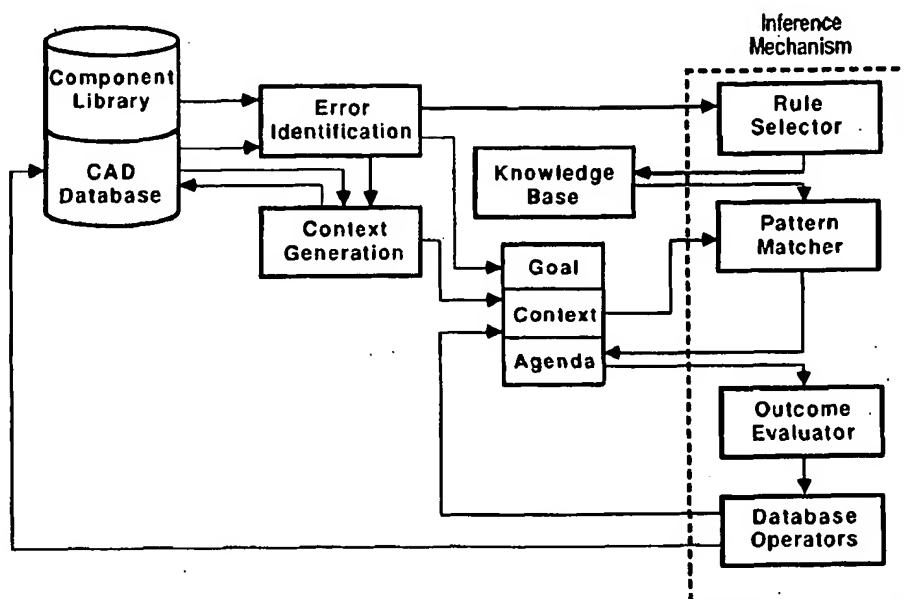 Inference
Mechanism
Component
Library
CAD
Database
Error
Identification
Context
Generation
Rule
Selector
Knowledge
Base
Pattern
Matcher
Goal
Context
Agenda
Outcome
Evaluator
Database
Operators